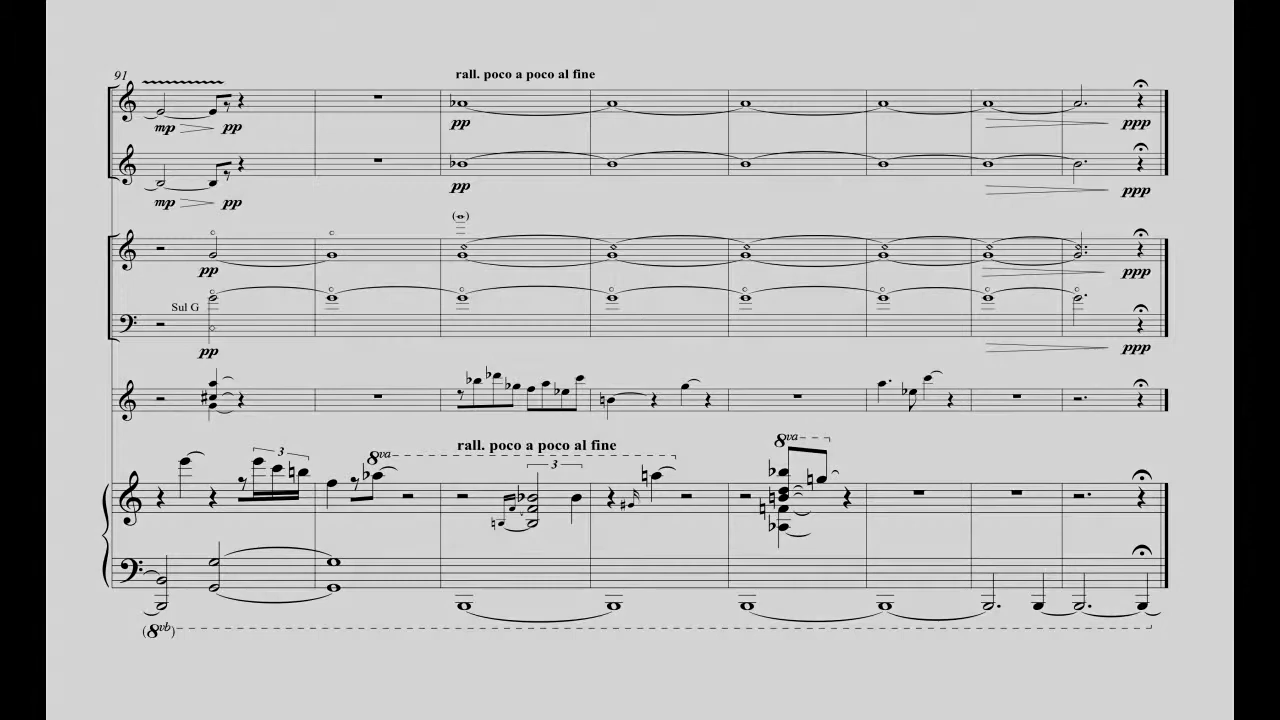 91
rall. poco a poco al fine
mp pp pp ppp
mp pp pp ppp
pp ppp
Sul G
pp ppp
3 8va rall. poco a poco al fine 3 8va
(8vb)